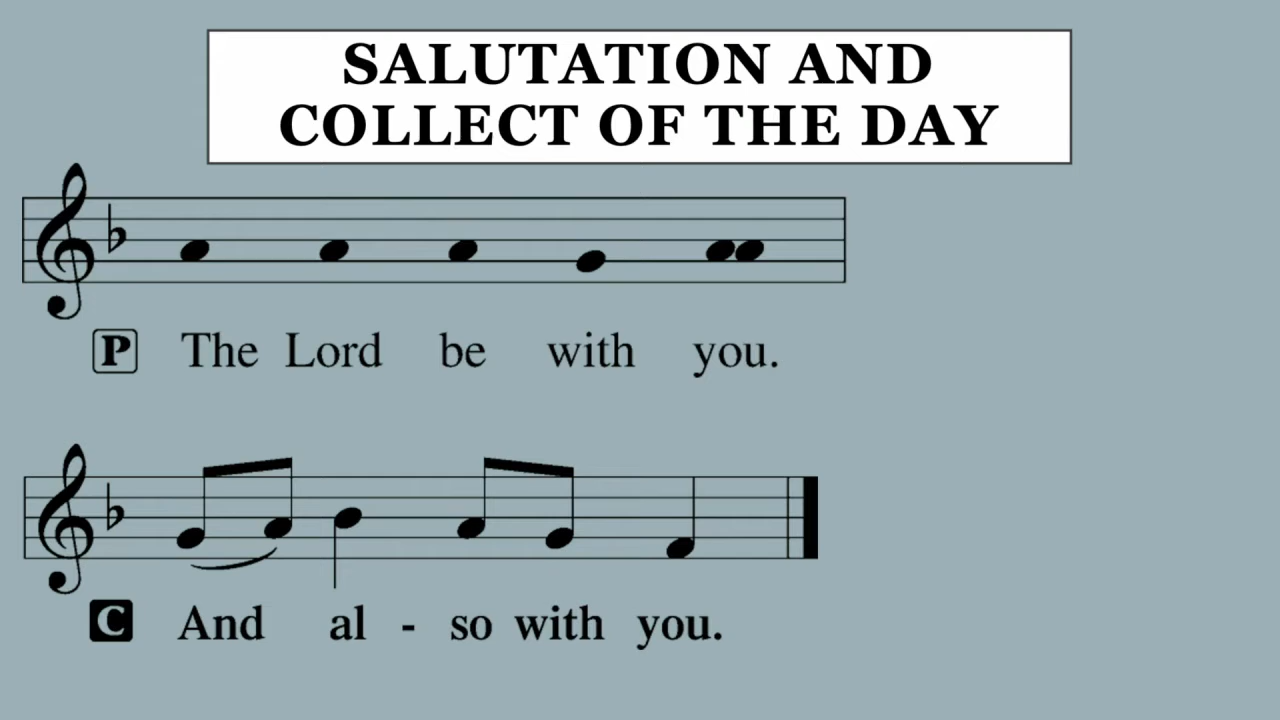 SALUTATION AND
COLLECT OF THE DAY
P The Lord be with you.
C And al - so with you.